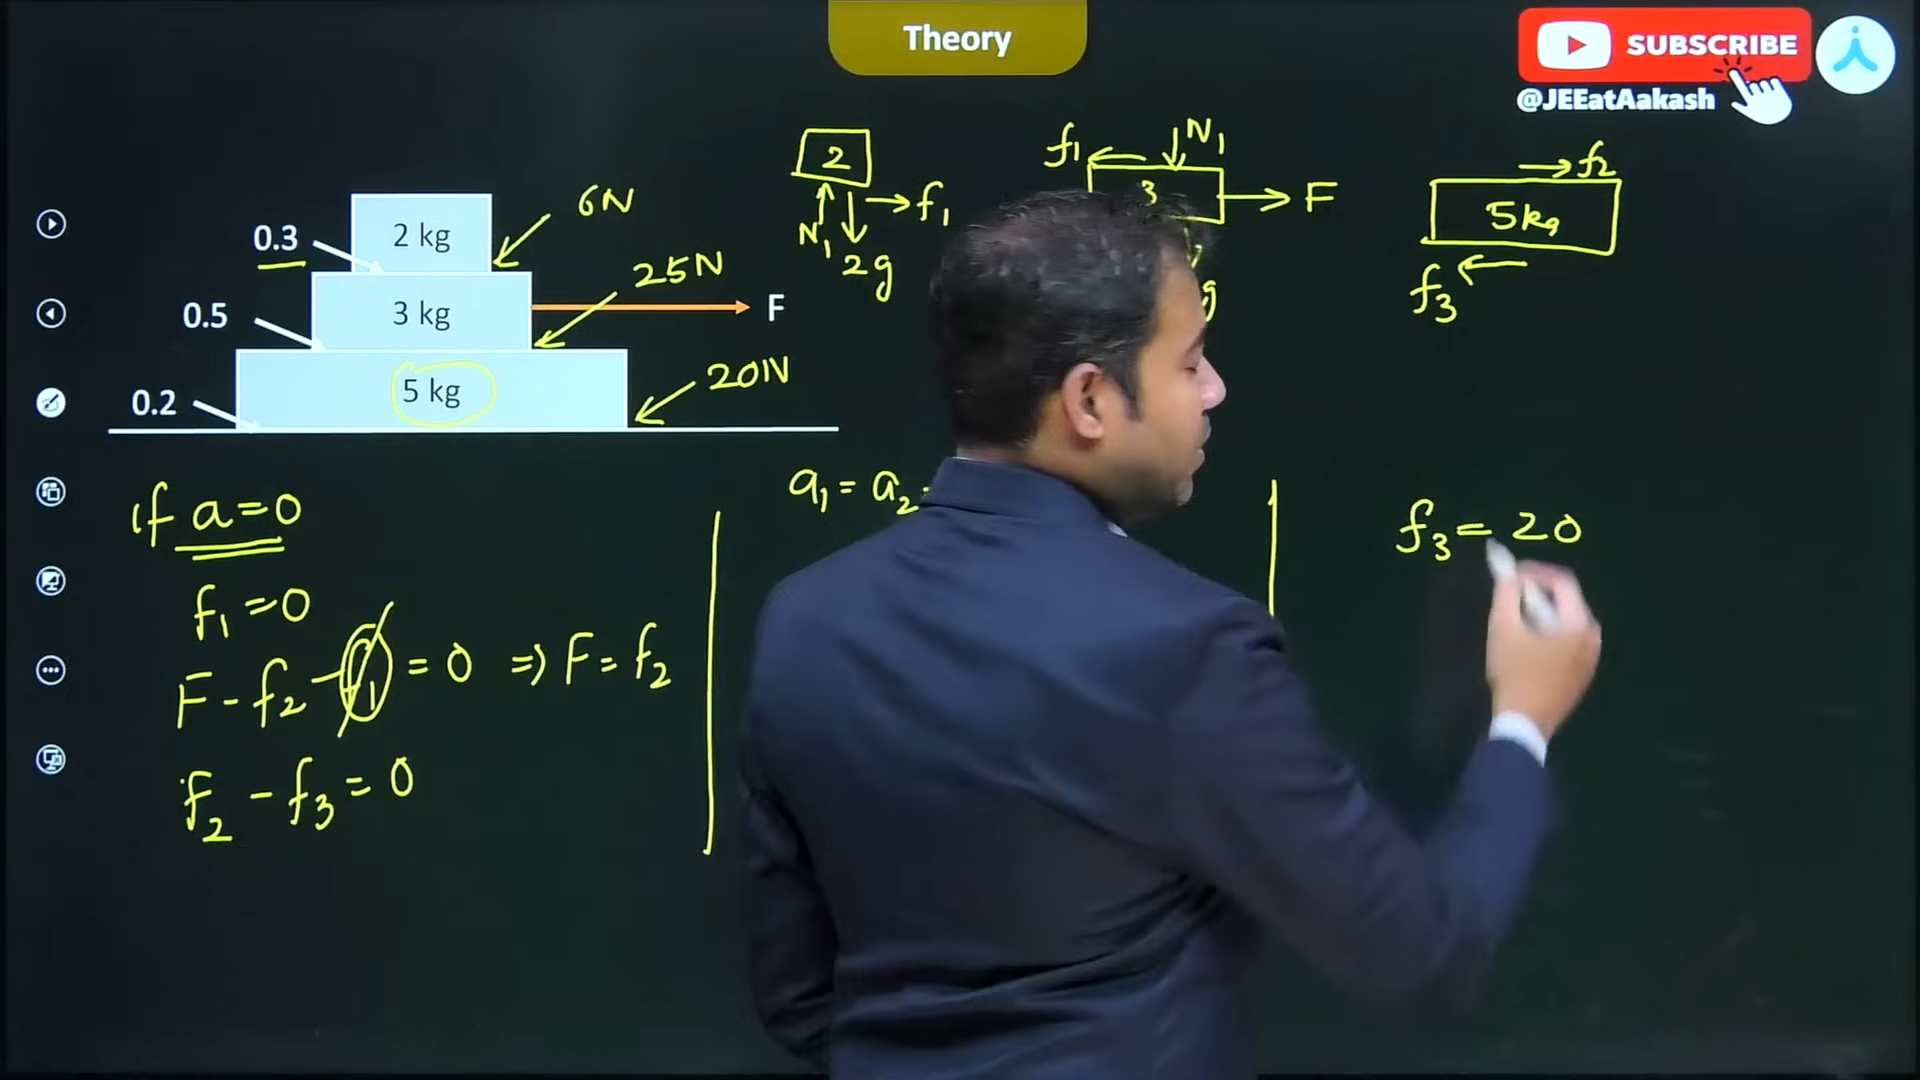 Theory
SUBSCRIBE
@JEEatAakash
2 kg
3 kg
5 kg
0.3
0.5
0.2
6N
25N
20N
F
2
N₁
2g
f₁
f₁
N₁
3
F
g
f₂
5kg
f₃
if a=0
f₁=0
F - f₂ - f₁ = 0 ⇒ F = f₂
f₂ - f₃ = 0
a₁ = a₂
f₃ = 20